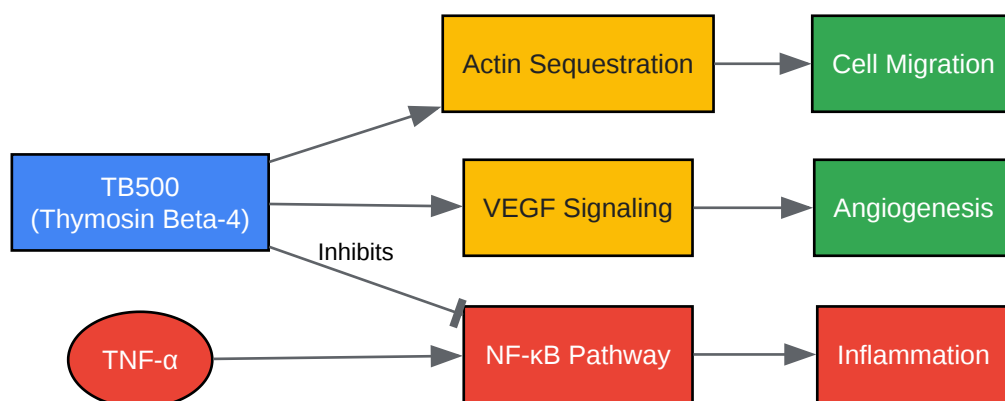 Actin Sequestration
Cell Migration
TB500
(Thymosin Beta-4)
VEGF Signaling
Angiogenesis
Inhibits
TNF-α
NF-κB Pathway
Inflammation